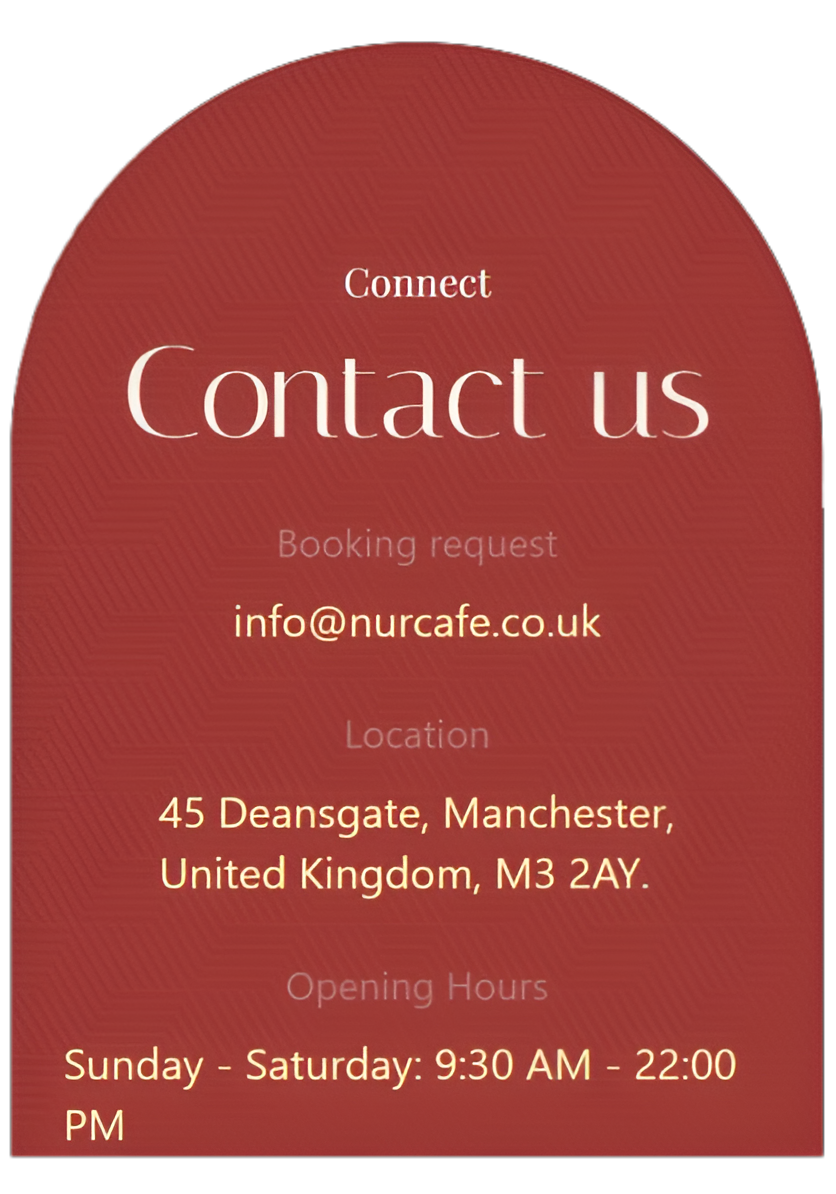 Connect
Contact us
Booking request
info@nurcafe.co.uk
Location
45 Deansgate, Manchester,
United Kingdom, M3 2AY.
Opening Hours
Sunday - Saturday: 9:30 AM - 22:00
PM